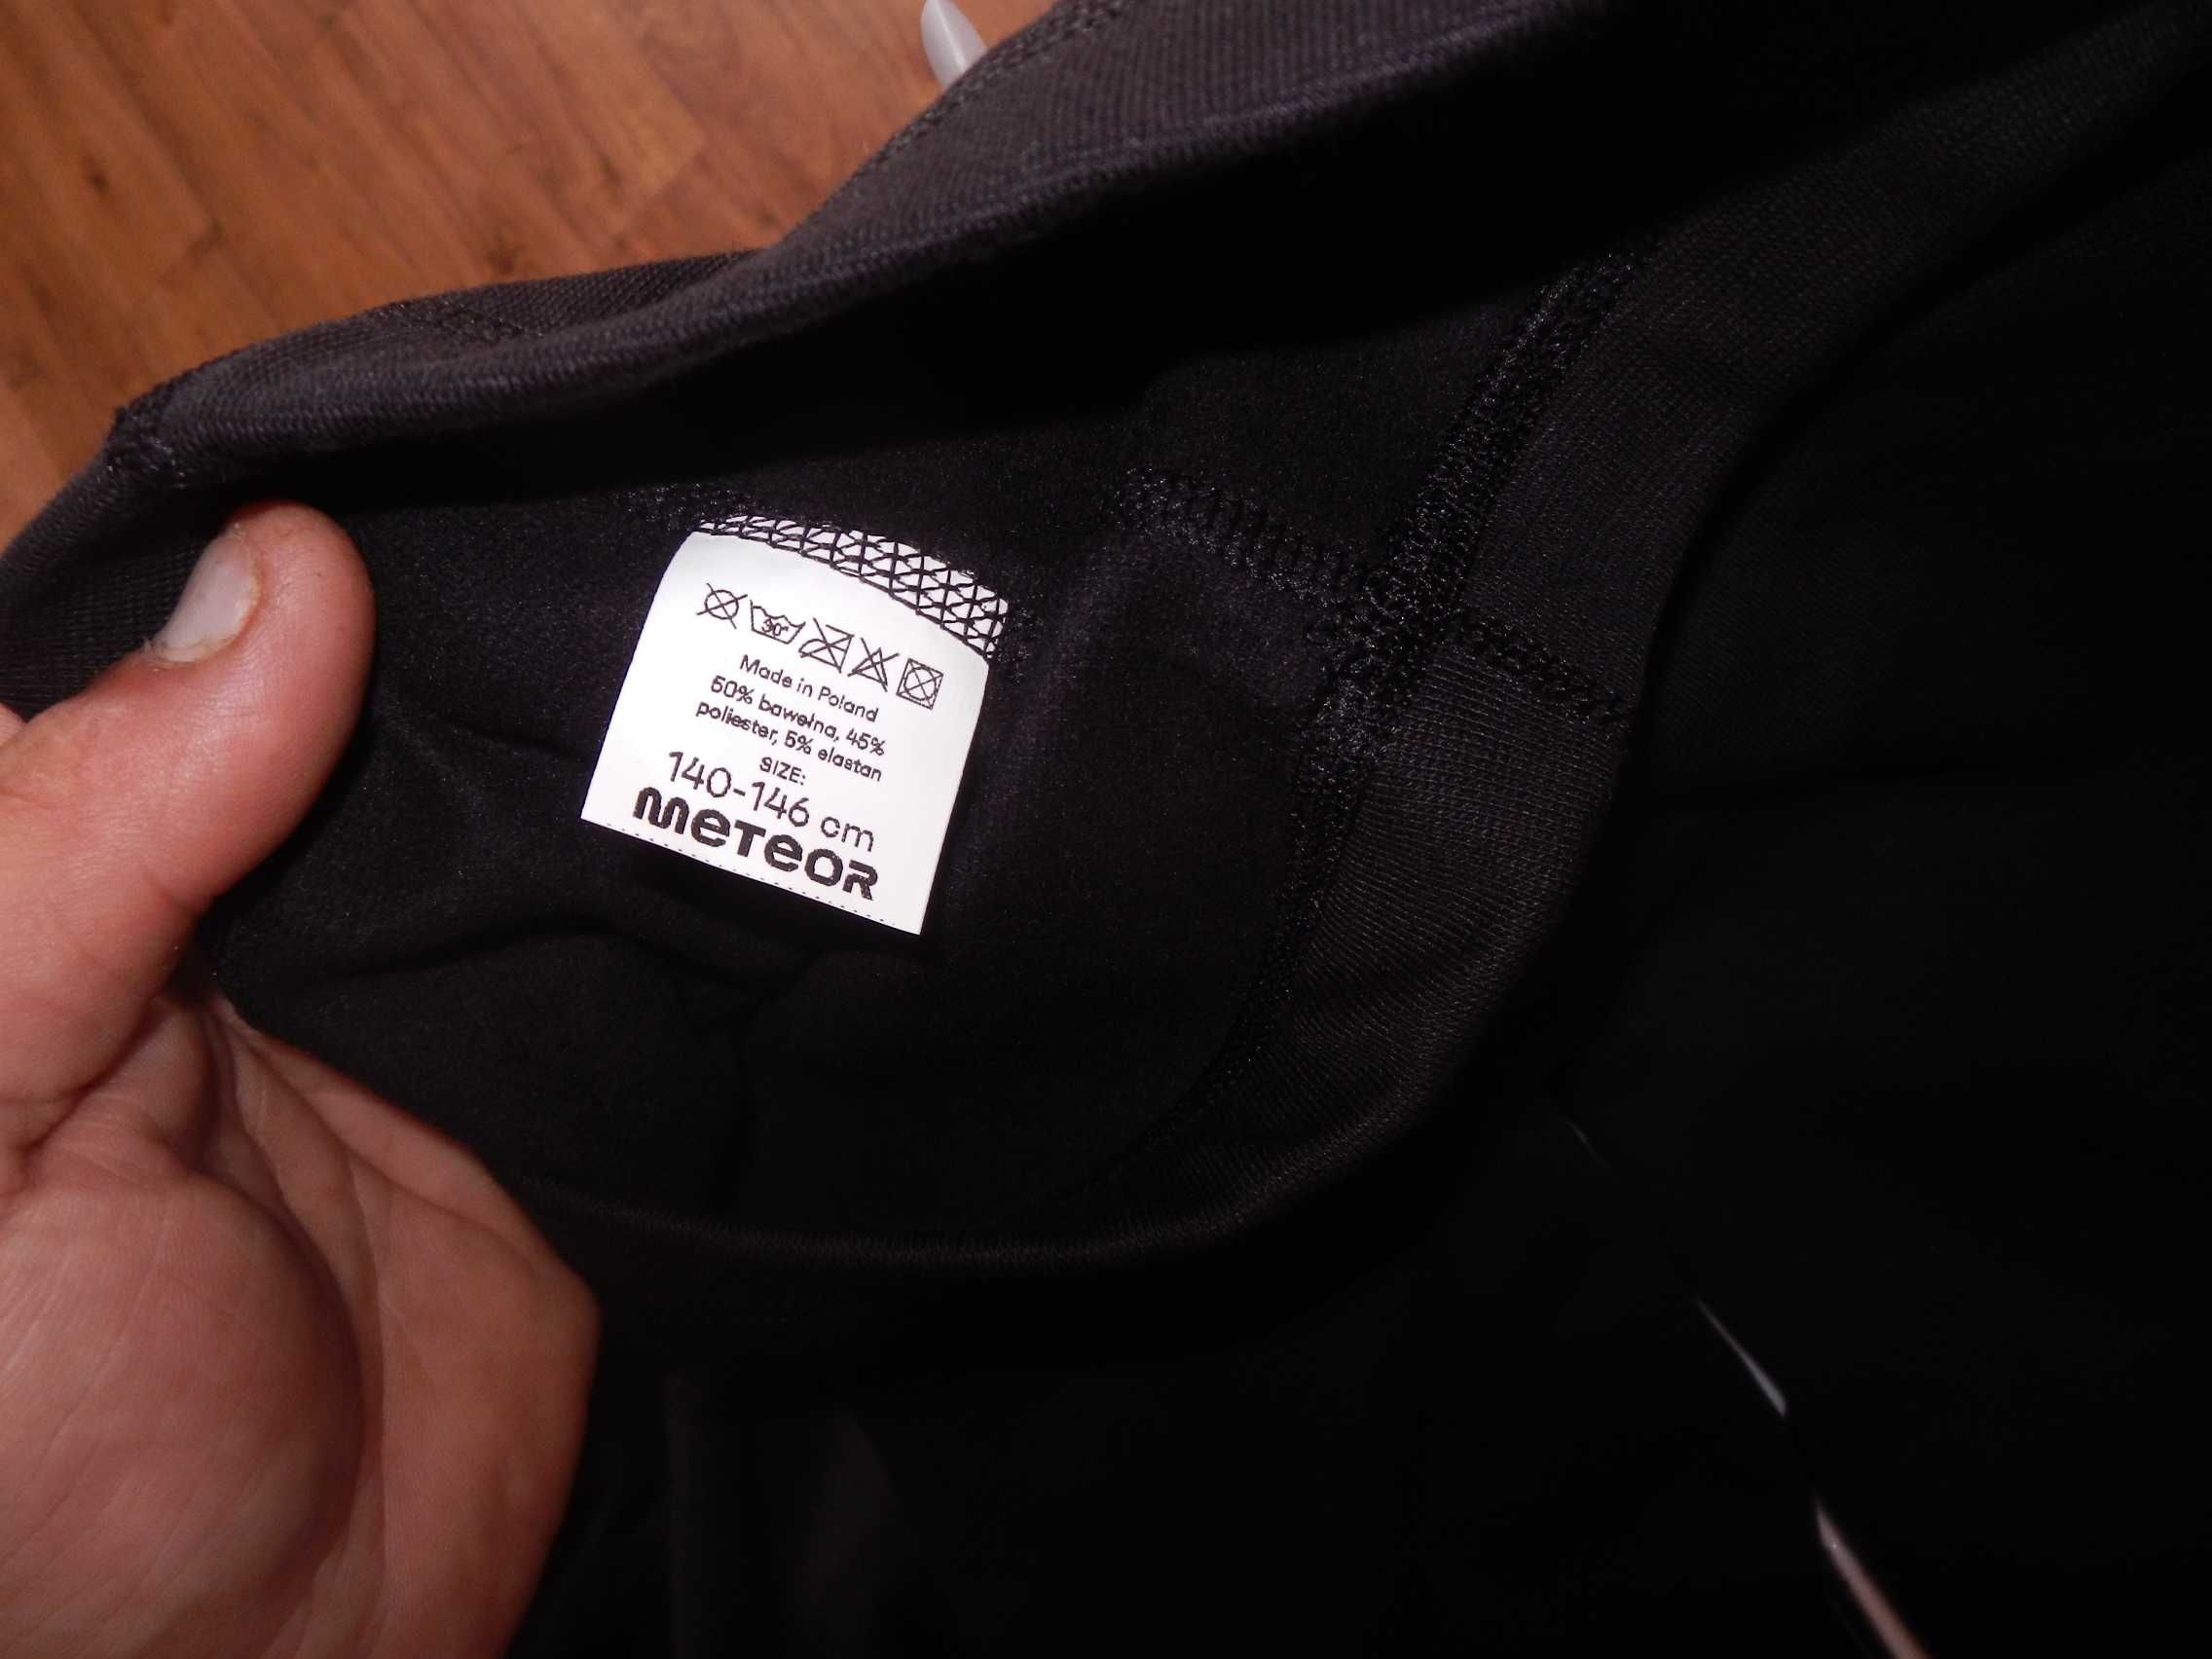 30°
Made in Poland
50% bawełna, 45%
poliester, 5% elastan
SIZE:
140-146 cm
METEOR